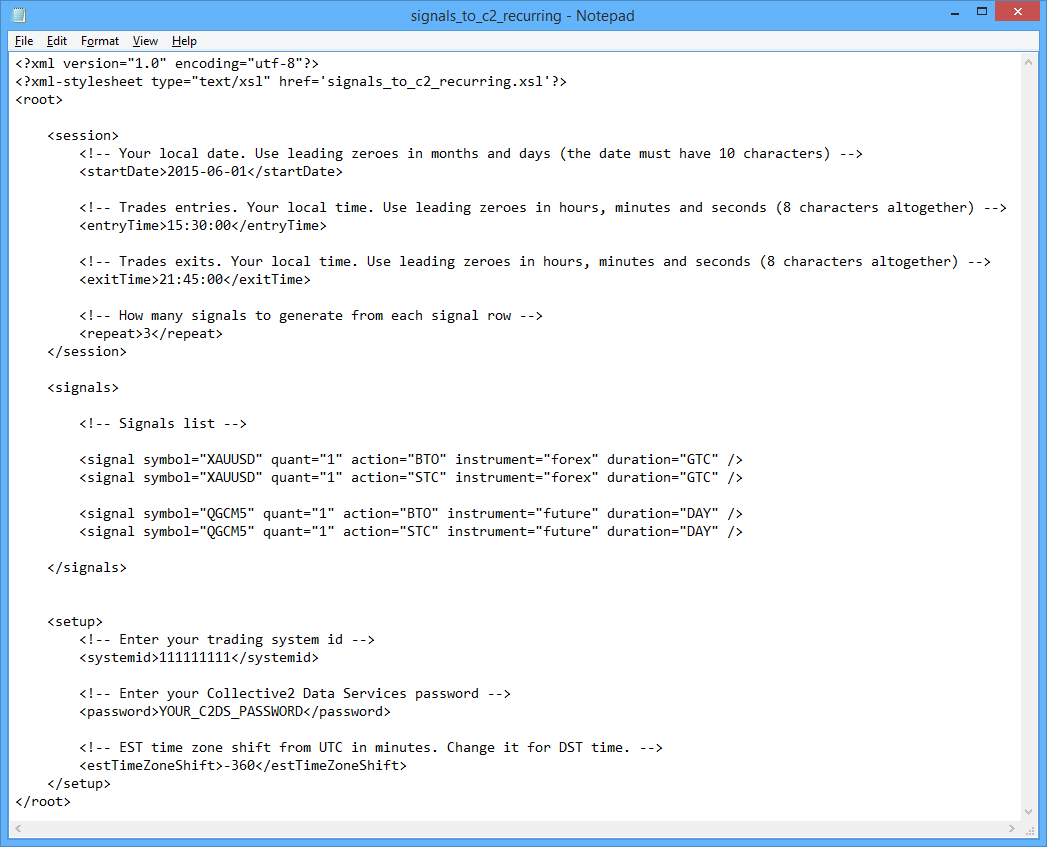 signals_to_c2_recurring - Notepad
File Edit Format View Help
<?xml version="1.0" encoding="utf-8"?>
<?xml-stylesheet type="text/xsl" href='signals_to_c2_recurring.xsl'?>
<root>
<session>
<!-- Your local date. Use leading zeroes in months and days (the date must have 10 characters) -->
<startDate>2015-06-01</startDate>
<!-- Trades entries. Your local time. Use leading zeroes in hours, minutes and seconds (8 characters altogether) -->
<entryTime>15:30:00</entryTime>
<!-- Trades exits. Your local time. Use leading zeroes in hours, minutes and seconds (8 characters altogether) -->
<exitTime>21:45:00</exitTime>
<!-- How many signals to generate from each signal row -->
<repeat>3</repeat>
</session>
<signals>
<!-- Signals list -->
<signal symbol="XAUUSD" quant="1" action="BTO" instrument="forex" duration="GTC" />
<signal symbol="XAUUSD" quant="1" action="STC" instrument="forex" duration="GTC" />
<signal symbol="QGCM5" quant="1" action="BTO" instrument="future" duration="DAY" />
<signal symbol="QGCM5" quant="1" action="STC" instrument="future" duration="DAY" />
</signals>
<setup>
<!-- Enter your trading system id -->
<systemid>111111111</systemid>
<!-- Enter your Collective2 Data Services password -->
<password>YOUR_C2DS_PASSWORD</password>
<!-- EST time zone shift from UTC in minutes. Change it for DST time. -->
<estTimeZoneShift>-360</estTimeZoneShift>
</setup>
</root>